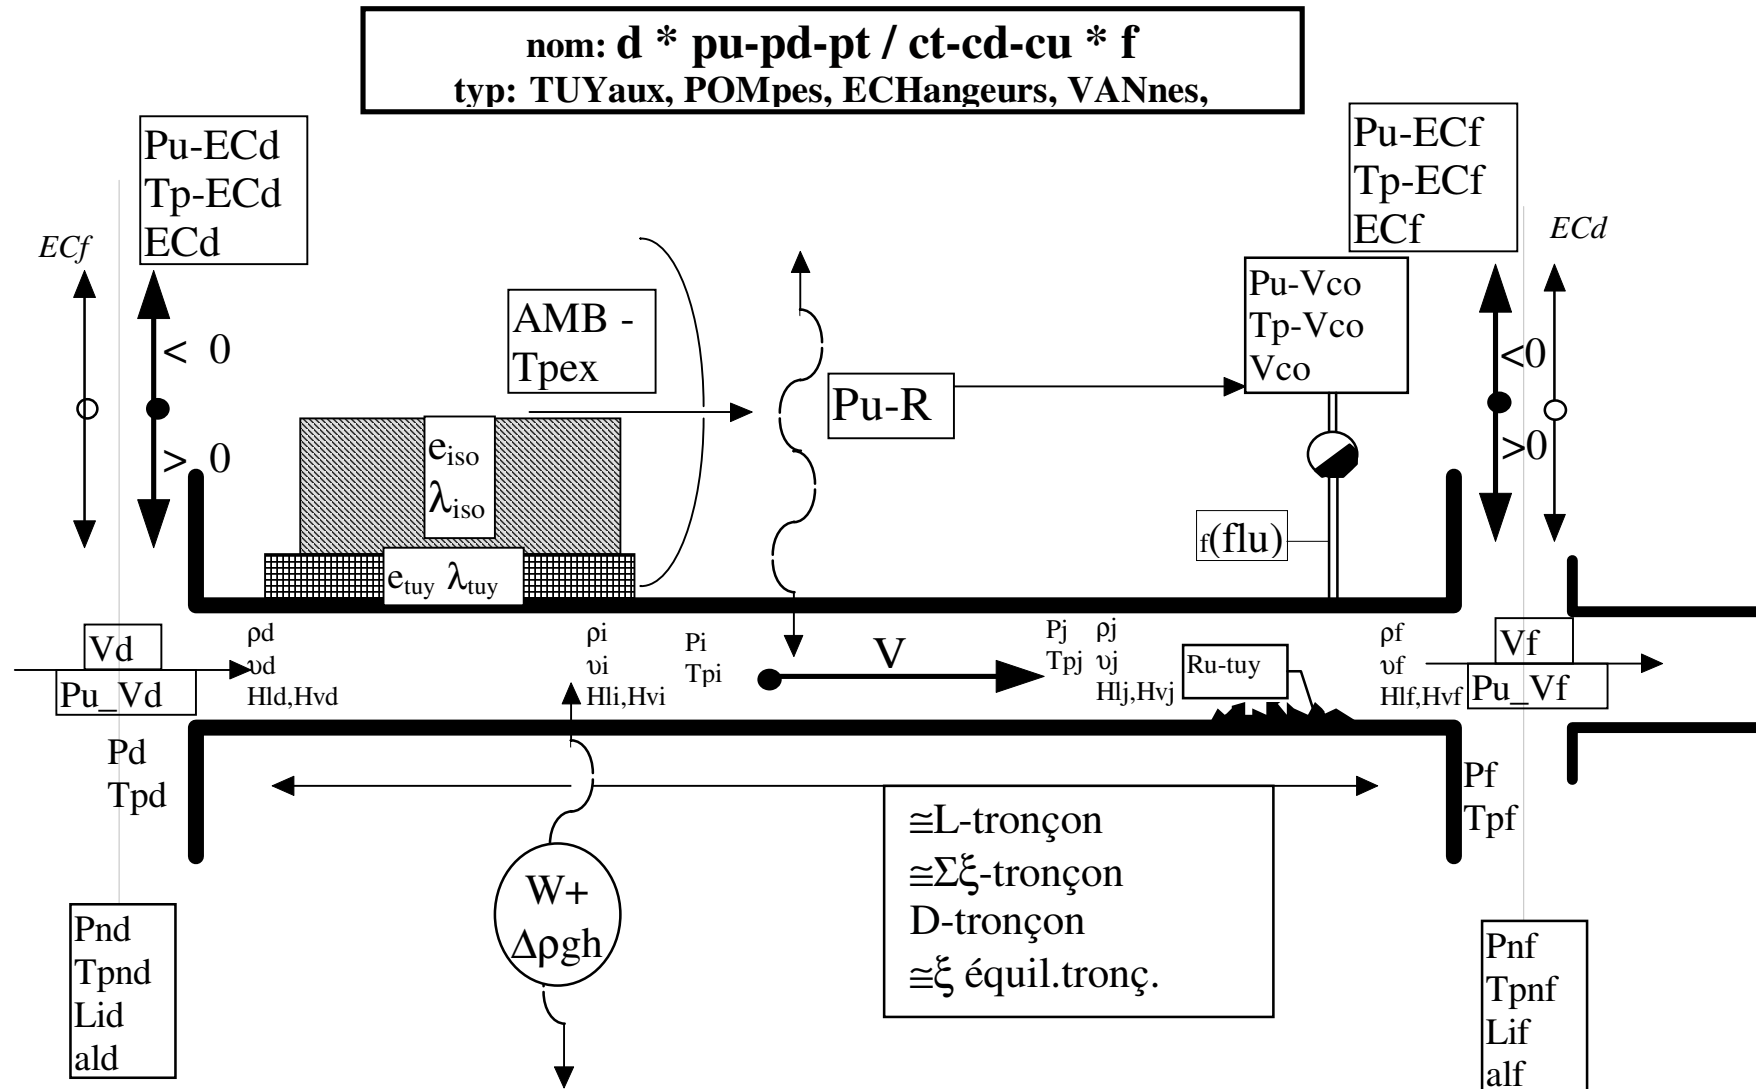 nom: d * pu-pd-pt / ct-cd-cu * f
typ: TUYaux, POMpes, ECHangeurs, VANnes,
Pu-ECd
Tp-ECd
ECd
Pu-ECf
Tp-ECf
ECf
ECf
ECd
< 0
> 0
AMB -
Tpex
Pu-R
Pu-Vco
Tp-Vco
Vco
<0
>0
eiso
λiso
f(flu)
etuy λtuy
Vd
Pu_Vd
ρd
υd
Hld,Hvd
ρi
υi
Hli,Hvi
Pi
Tpi
V
Pj
Tpj
ρj
υj
Hlj,Hvj
Ru-tuy
ρf
υf
Hlf,Hvf
Vf
Pu_Vf
Pd
Tpd
Pf
Tpf
≅L-tronçon
≅Σξ-tronçon
D-tronçon
≅ξ équil.tronç.
W+
Δρgh
Pnd
Tpnd
Lid
ald
Pnf
Tpnf
Lif
alf